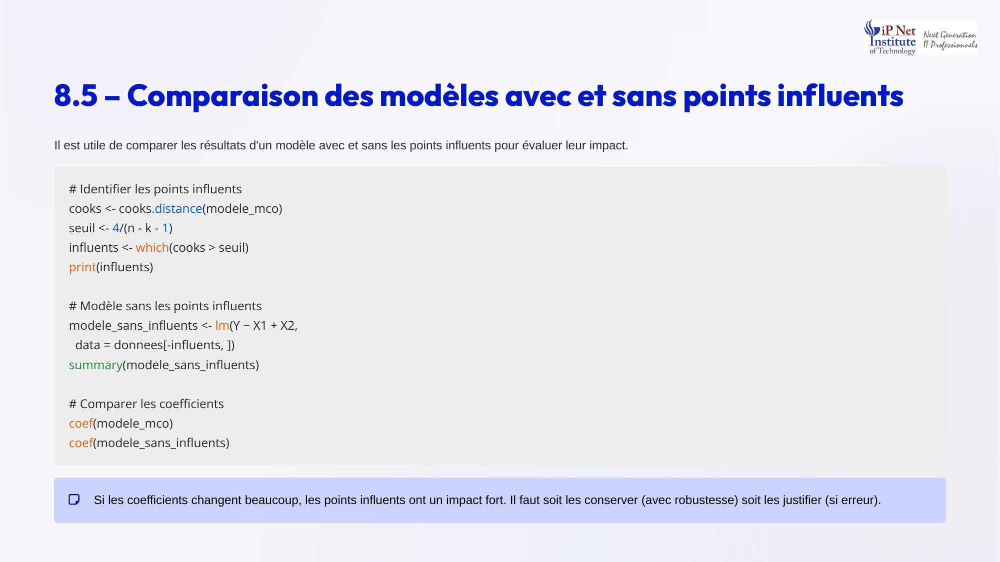 iP Net
Institute
of Technology
Next Generation
IT Professionnels
8.5 – Comparaison des modèles avec et sans points influents
Il est utile de comparer les résultats d'un modèle avec et sans les points influents pour évaluer leur impact.
# Identifier les points influents
cooks <- cooks.distance(modele_mco)
seuil <- 4/(n - k - 1)
influents <- which(cooks > seuil)
print(influents)
# Modèle sans les points influents
modele_sans_influents <- lm(Y ~ X1 + X2,
  data = donnees[-influents, ])
summary(modele_sans_influents)
# Comparer les coefficients
coef(modele_mco)
coef(modele_sans_influents)
Si les coefficients changent beaucoup, les points influents ont un impact fort. Il faut soit les conserver (avec robustesse) soit les justifier (si erreur).